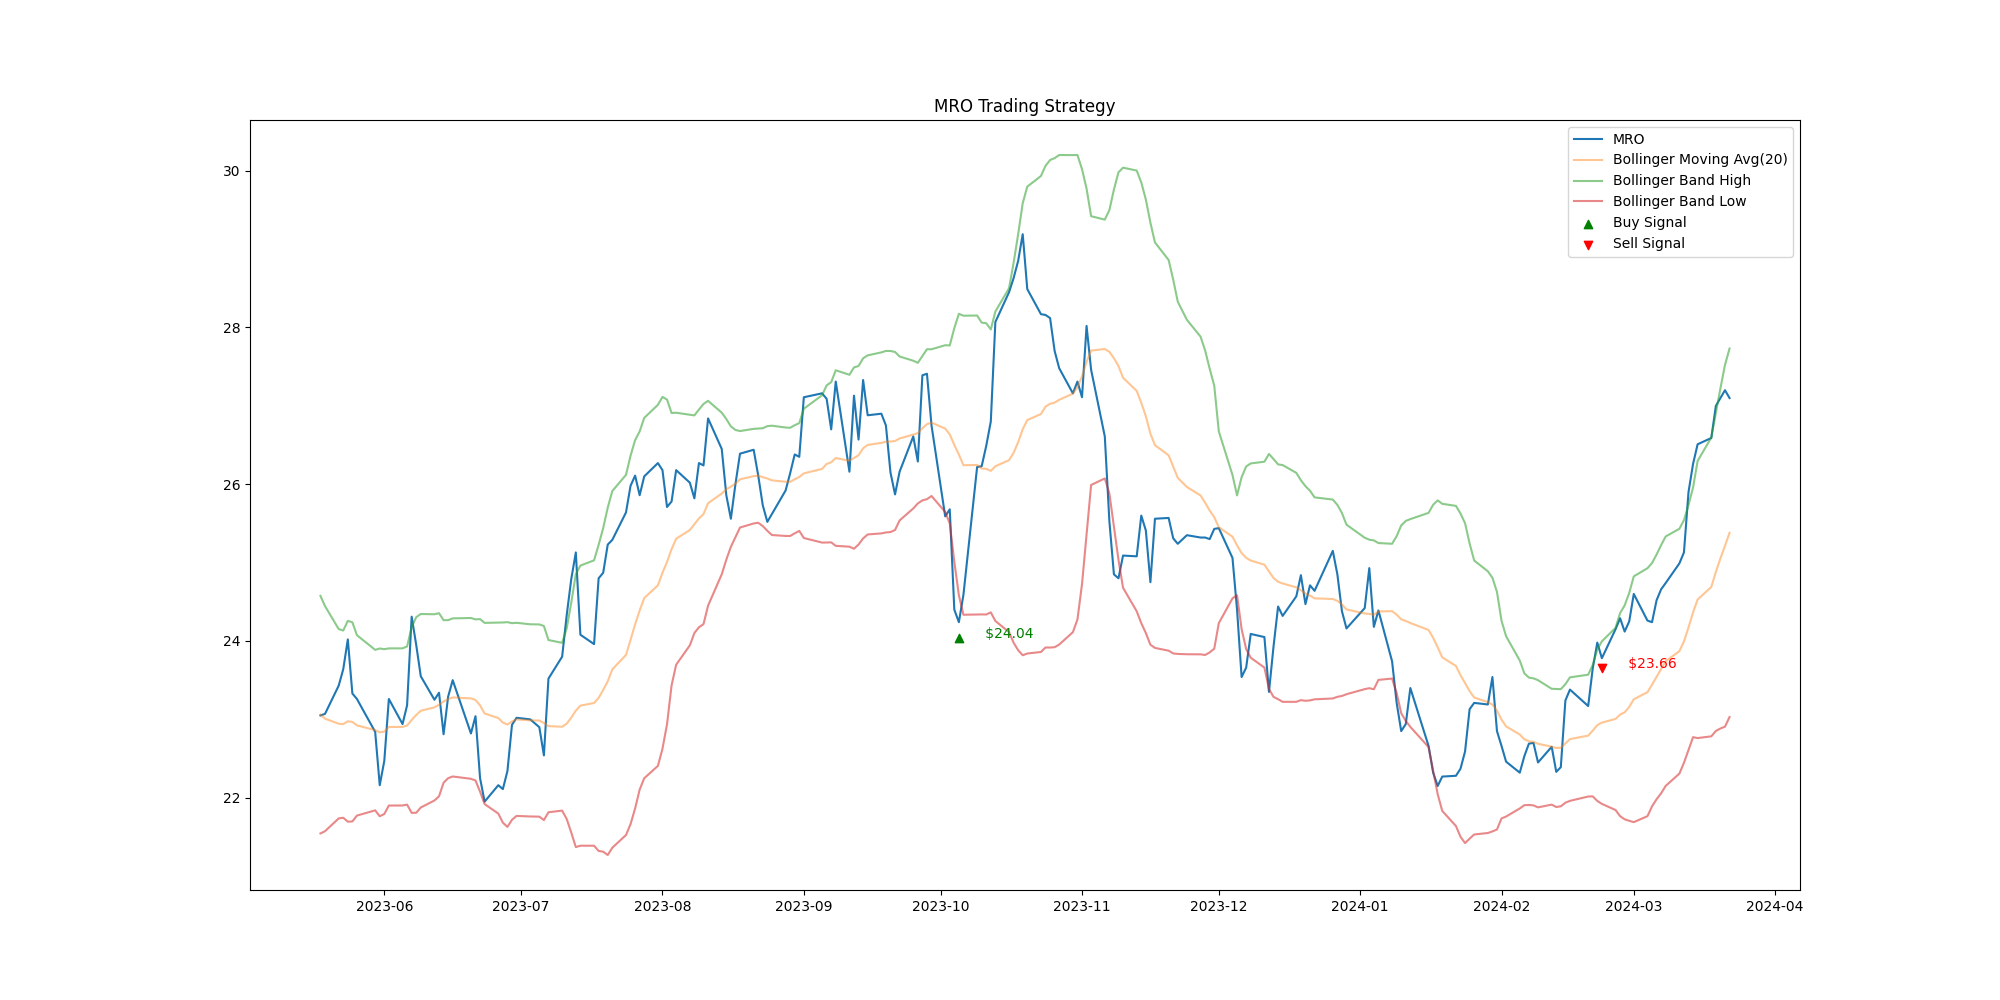 MRO Trading Strategy
MRO
Bollinger Moving Avg(20)
Bollinger Band High
Bollinger Band Low
Buy Signal
Sell Signal
30
28
26
24
22
$24.04
$23.66
2023-06 2023-07 2023-08 2023-09 2023-10 2023-11 2023-12 2024-01 2024-02 2024-03 2024-04